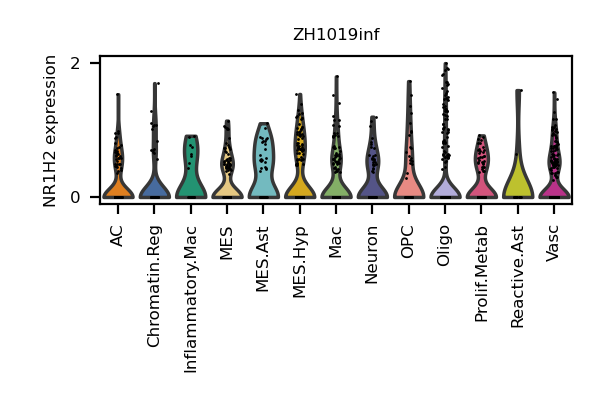 ZH1019inf
NR1H2 expression
2
0
AC
Chromatin.Reg
Inflammatory.Mac
MES
MES.Ast
MES.Hyp
Mac
Neuron
OPC
Oligo
Prolif.Metab
Reactive.Ast
Vasc